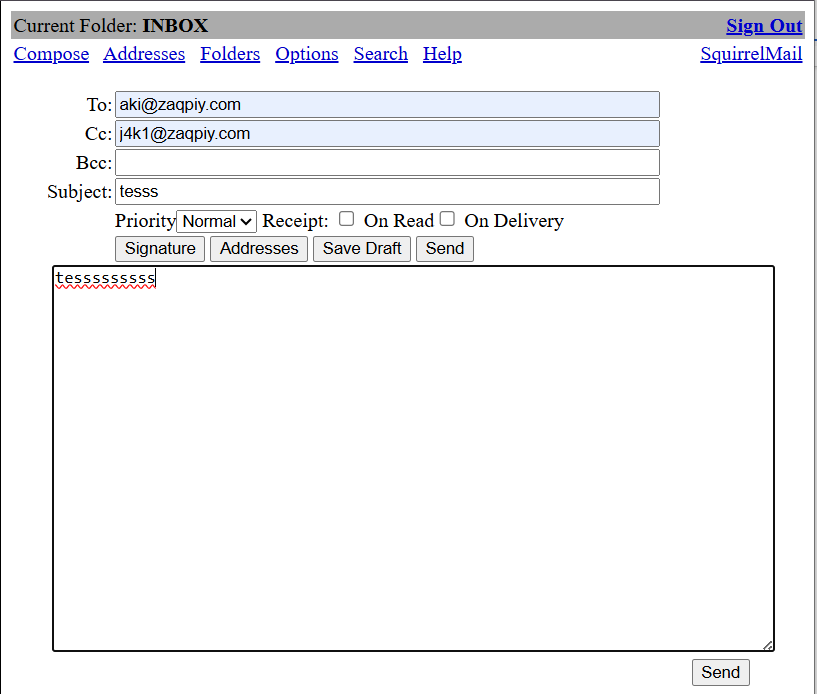 Current Folder: INBOX Sign Out
Compose Addresses Folders Options Search Help SquirrelMail
To: aki@zaqpiy.com
Cc: j4k1@zaqpiy.com
Bcc:
Subject: tesss
Priority Normal Receipt: On Read On Delivery
Signature Addresses Save Draft Send
tesssssssss
Send